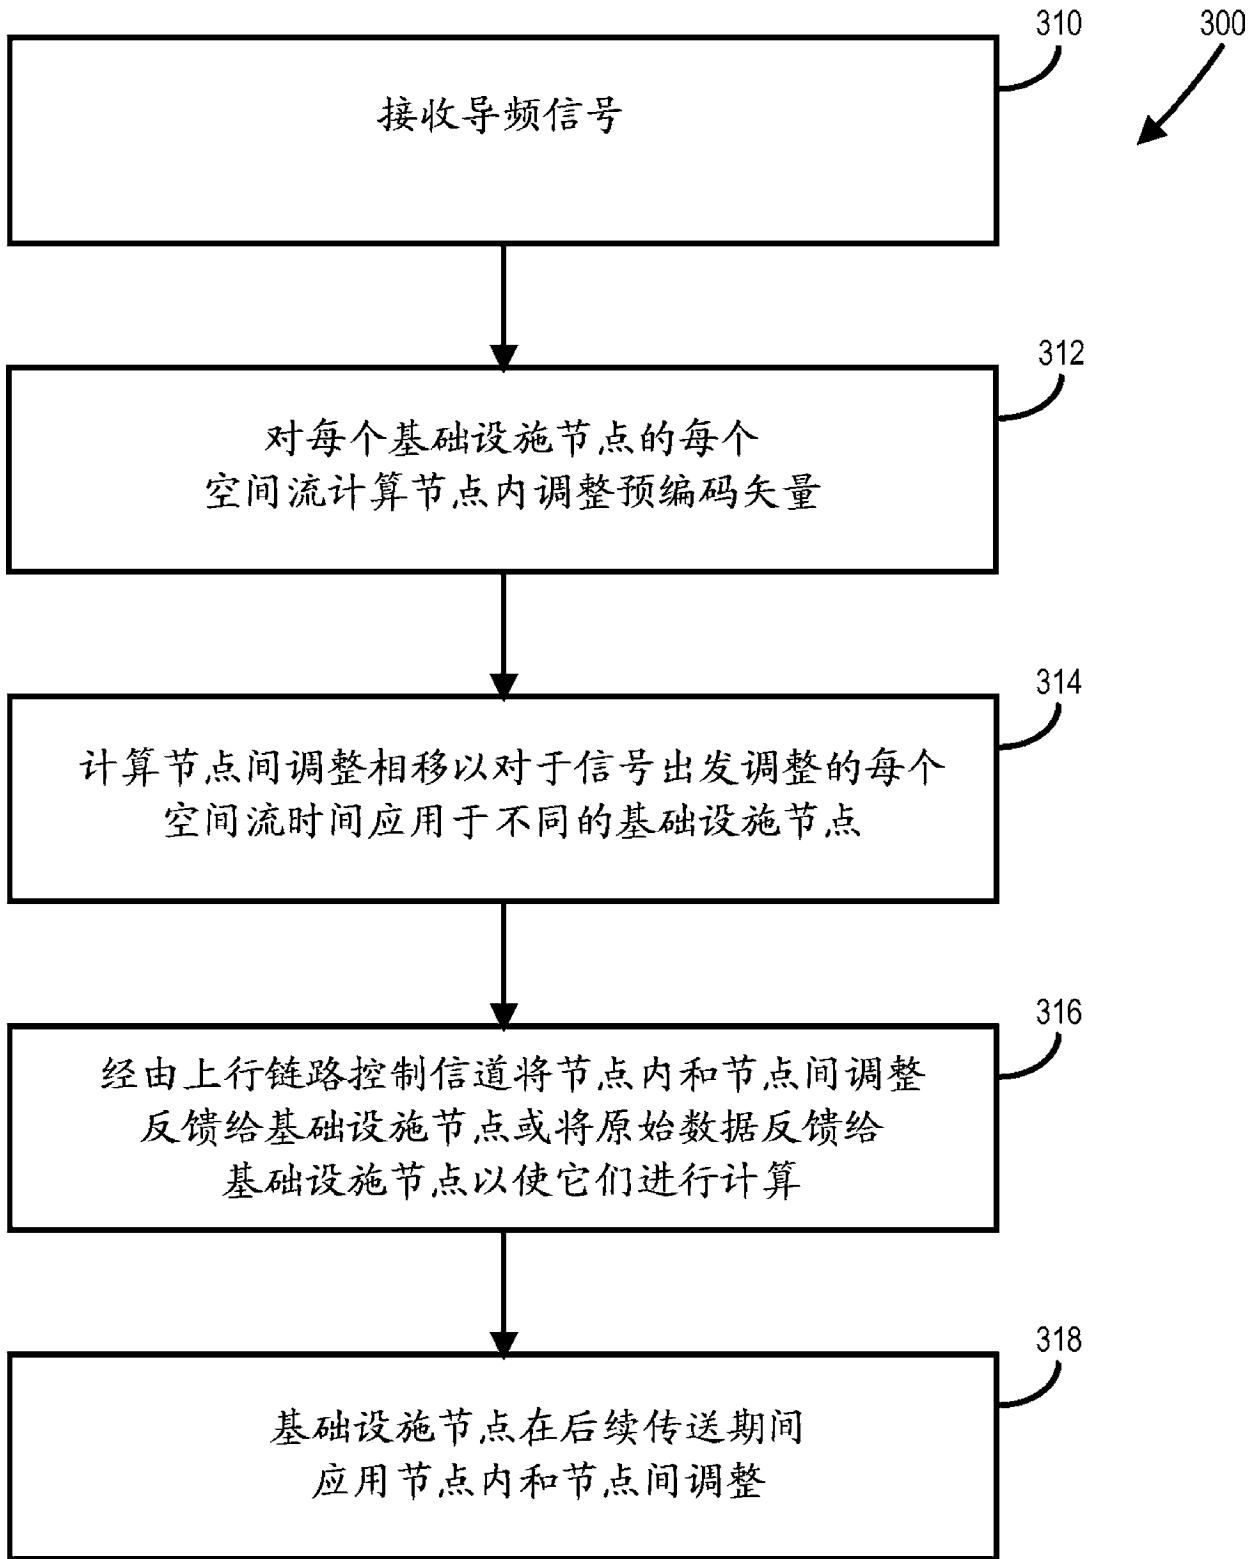 310
300
接收导频信号
312
对每个基础设施节点的每个
空间流计算节点内调整预编码矢量
314
计算节点间调整相移以对于信号出发调整的每个
空间流时间应用于不同的基础设施节点
316
经由上行链路控制信道将节点内和节点间调整
反馈给基础设施节点或将原始数据反馈给
基础设施节点以使它们进行计算
318
基础设施节点在后续传送期间
应用节点内和节点间调整